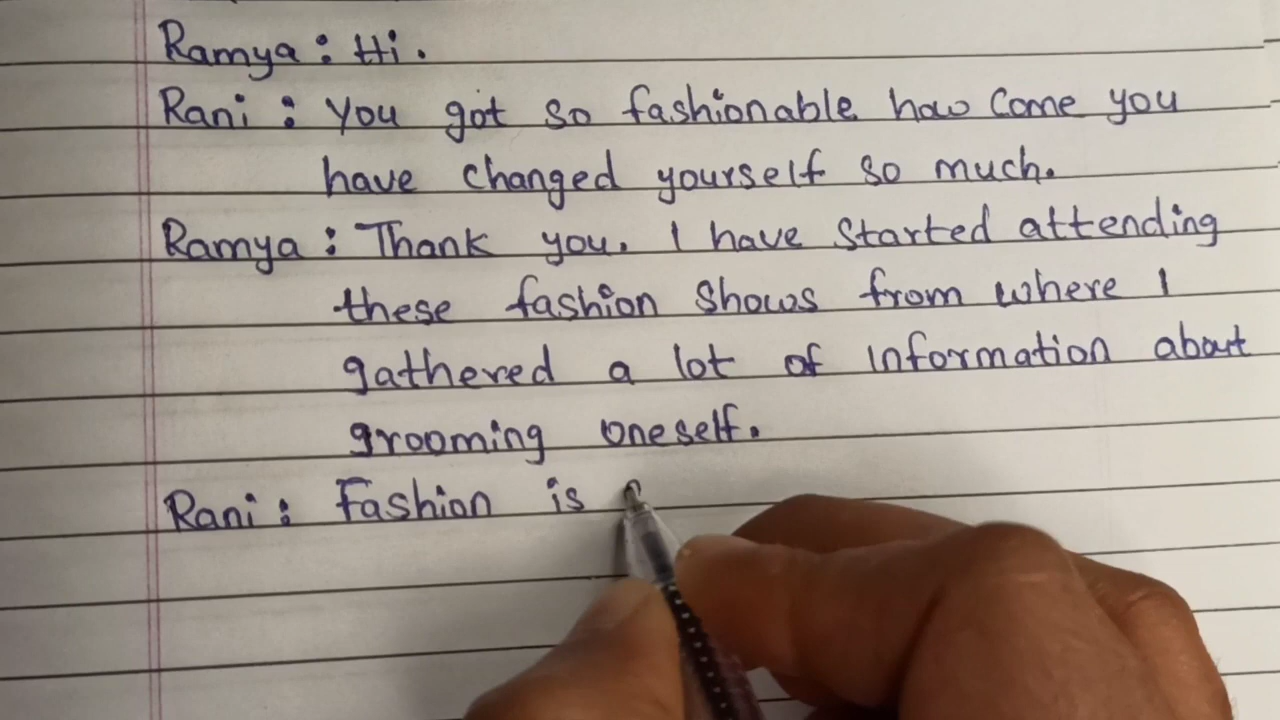 Ramya : Hi.
Rani : You got so fashionable how come you
have changed yourself so much.
Ramya : Thank you. I have started attending
these fashion shows from where I
gathered a lot of information about
grooming oneself.
Rani : Fashion is